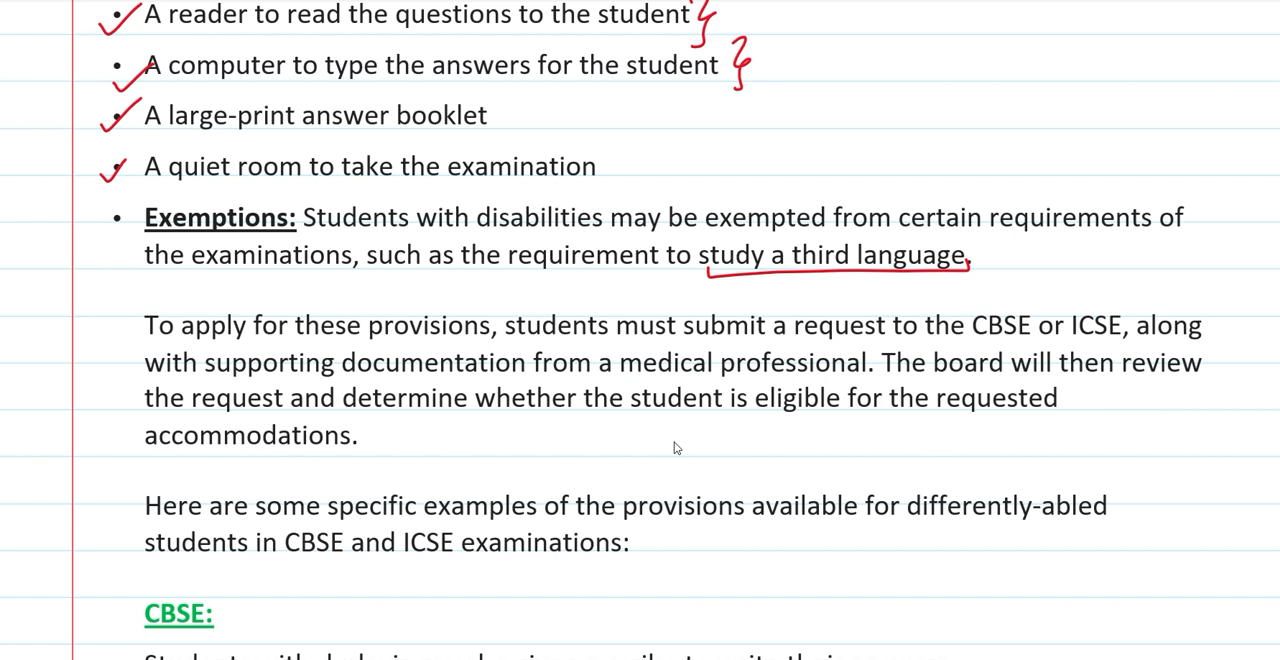 • A reader to read the questions to the student
• A computer to type the answers for the student
• A large-print answer booklet
• A quiet room to take the examination
• Exemptions: Students with disabilities may be exempted from certain requirements of
the examinations, such as the requirement to study a third language.
To apply for these provisions, students must submit a request to the CBSE or ICSE, along
with supporting documentation from a medical professional. The board will then review
the request and determine whether the student is eligible for the requested
accommodations.
Here are some specific examples of the provisions available for differently-abled
students in CBSE and ICSE examinations:
CBSE: